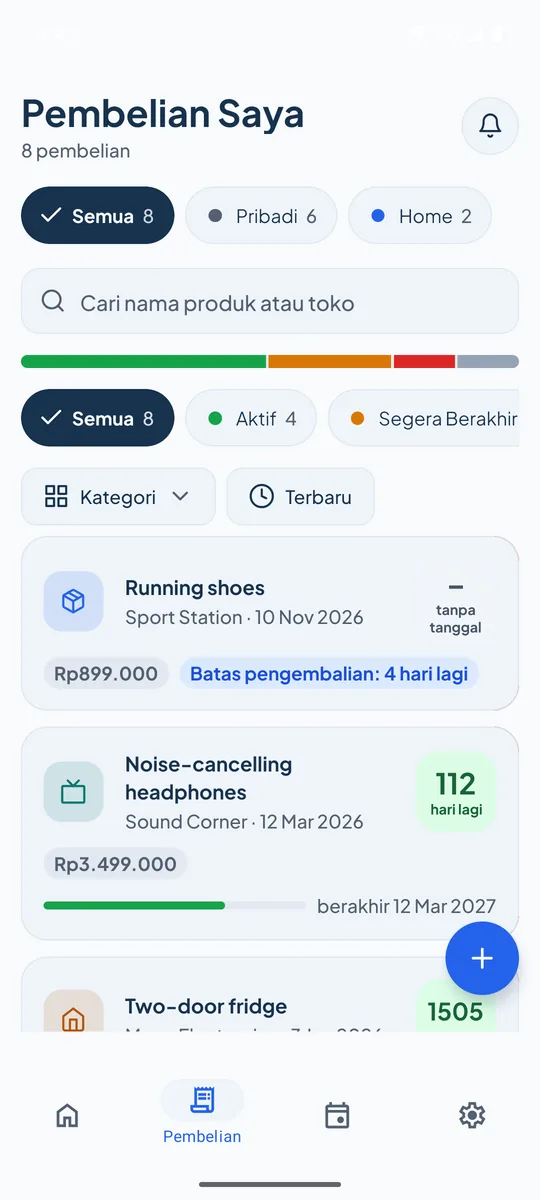 Pembelian Saya
8 pembelian
Semua 8
Pribadi 6
Home 2
Cari nama produk atau toko
Semua 8
Aktif 4
Segera Berakhir
Kategori
Terbaru
Running shoes
Sport Station · 10 Nov 2026
–
tanpa
tanggal
Rp899.000
Batas pengembalian: 4 hari lagi
Noise-cancelling
headphones
Sound Corner · 12 Mar 2026
112
hari lagi
Rp3.499.000
berakhir 12 Mar 2027
Two-door fridge
1505
Pembelian